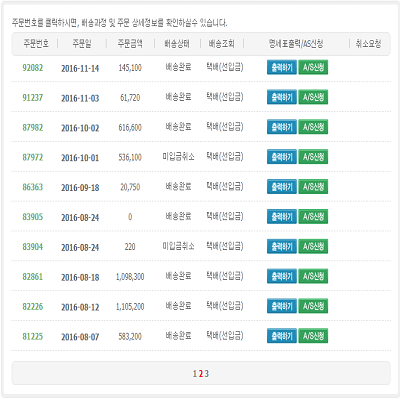 주문번호를 클릭하시면, 배송과정 및 주문 상세정보를 확인하실수 있습니다.
주문번호 주문일 주문금액 배송상태 배송조회 명세표출력/AS신청 취소요청
92082 2016-11-14 145,100 배송완료 택배(선입금) 출력하기 A/S신청
91237 2016-11-03 61,720 배송완료 택배(선입금) 출력하기 A/S신청
87982 2016-10-02 616,600 배송완료 택배(선입금) 출력하기 A/S신청
87972 2016-10-01 536,100 미입금취소 택배(선입금) 출력하기 A/S신청
86363 2016-09-18 20,750 배송완료 택배(선입금) 출력하기 A/S신청
83905 2016-08-24 0 배송완료 택배(선입금) 출력하기 A/S신청
83904 2016-08-24 220 미입금취소 택배(선입금) 출력하기 A/S신청
82861 2016-08-18 1,098,300 배송완료 택배(선입금) 출력하기 A/S신청
82226 2016-08-12 1,105,200 배송완료 택배(선입금) 출력하기 A/S신청
81225 2016-08-07 583,200 배송완료 택배(선입금) 출력하기 A/S신청
1 2 3